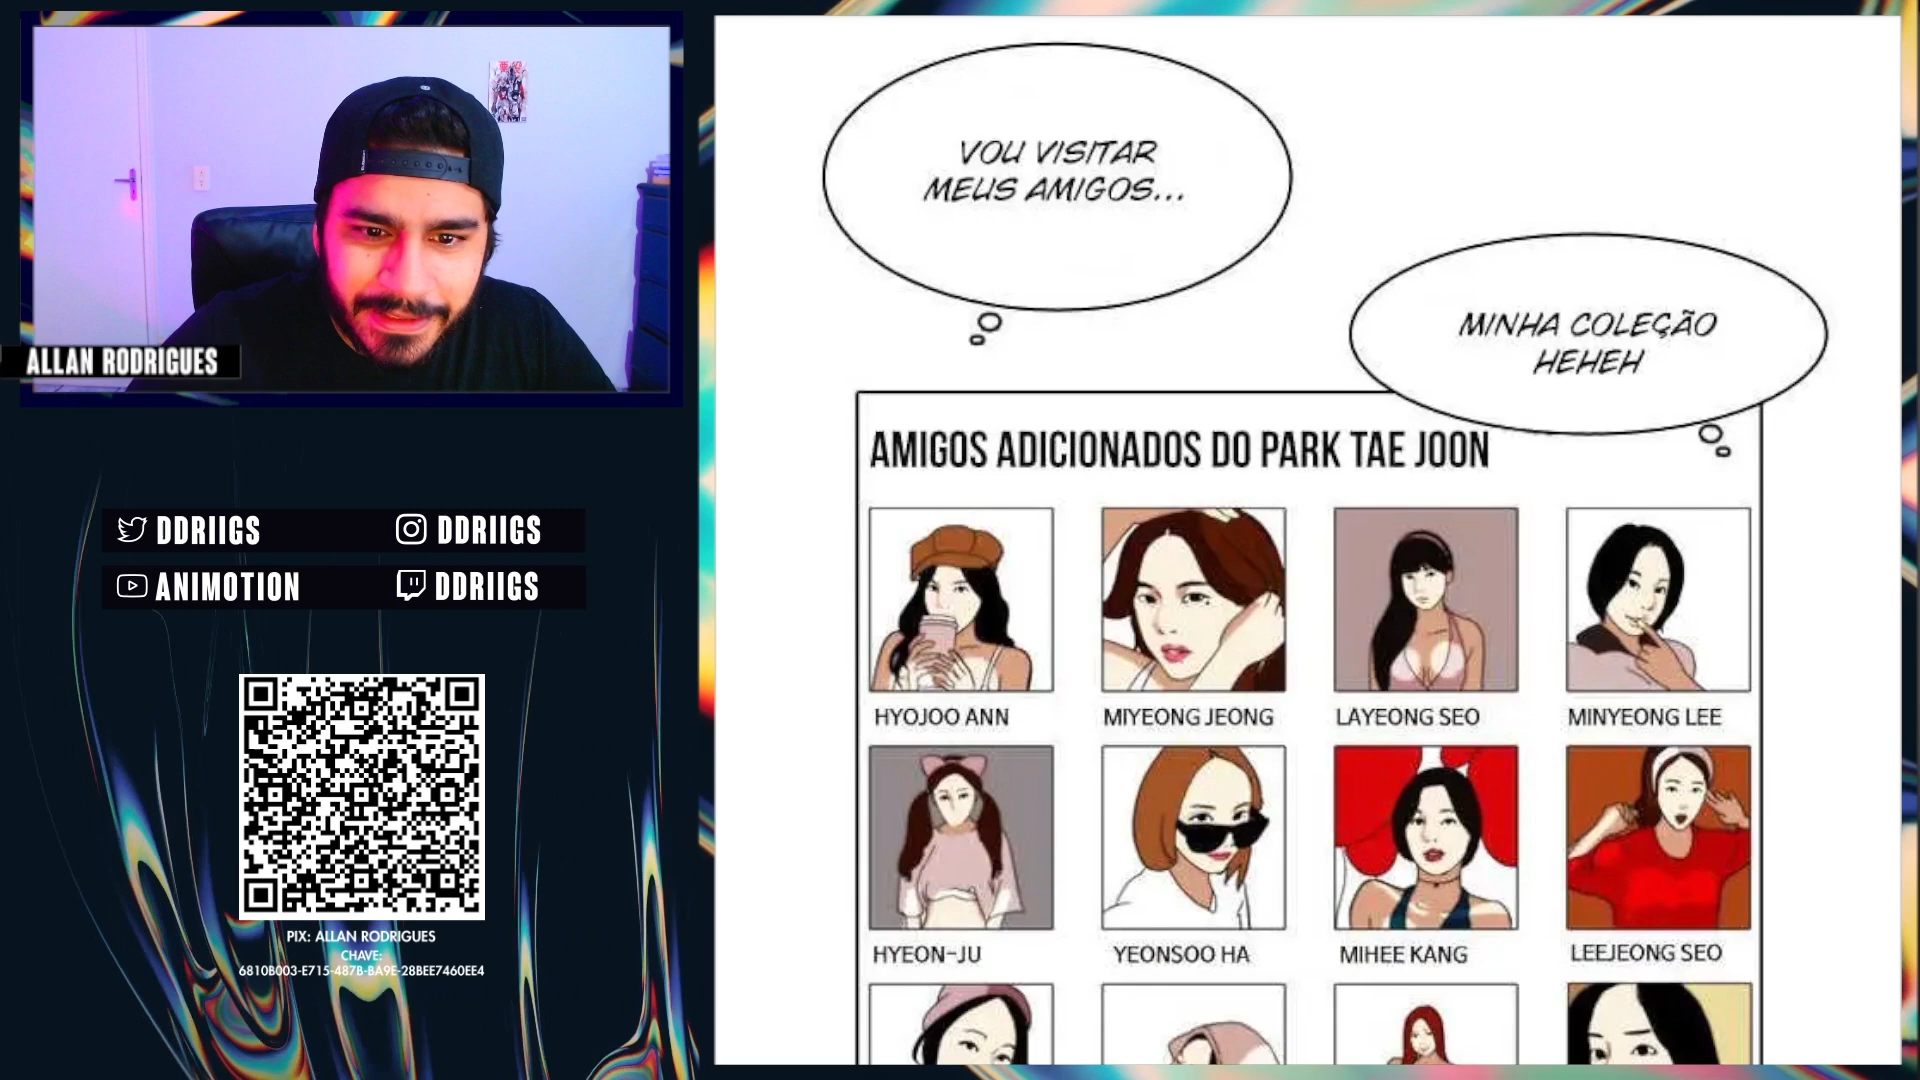 ALLAN RODRIGUES
DDRIIGS
DDRIIGS
ANIMOTION
DDRIIGS
PIX: ALLAN RODRIGUES
CHAVE:
6810B003-E715-487B-BA9E-28BEE7460EE4
VOU VISITAR
MEUS AMIGOS...
MINHA COLEÇÃO
HEHEH
AMIGOS ADICIONADOS DO PARK TAE JOON
HYOJOO ANN
MIYEONG JEONG
LAYEONG SEO
MINYEONG LEE
HYEON-JU
YEONSOO HA
MIHEE KANG
LEEJEONG SEO